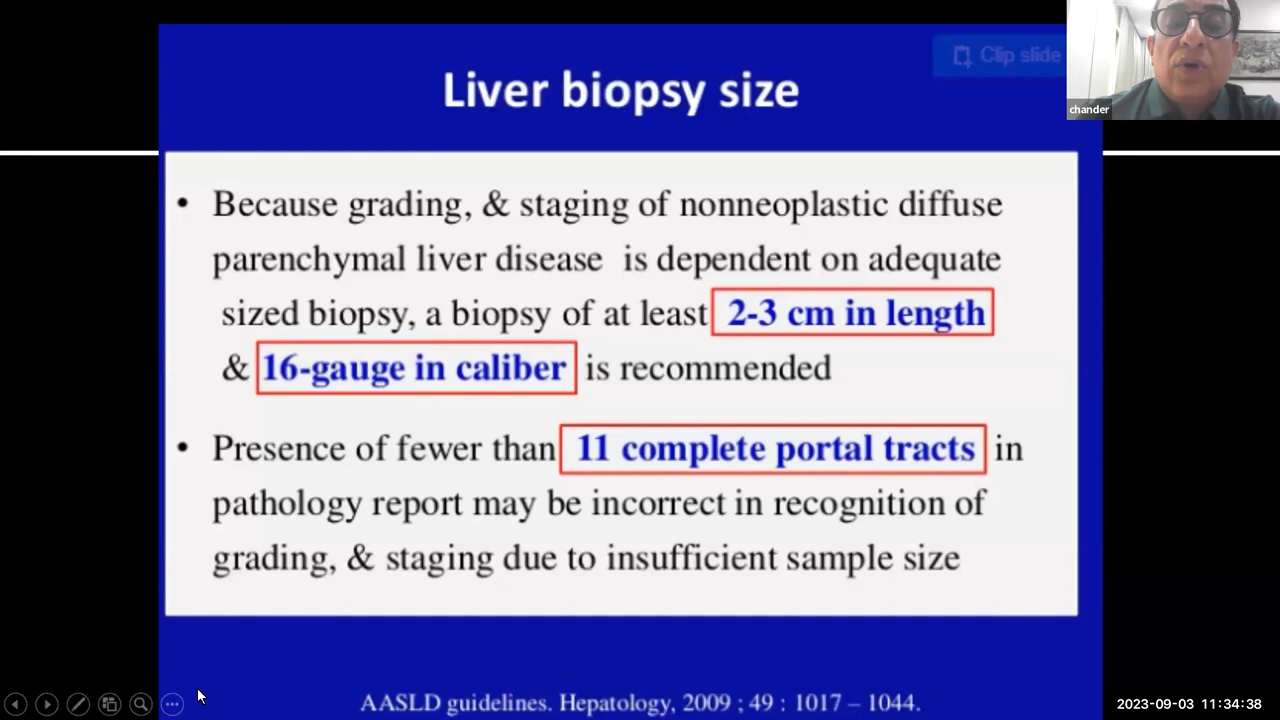 Liver biopsy size
Clip slide
chander
• Because grading, & staging of nonneoplastic diffuse
parenchymal liver disease is dependent on adequate
sized biopsy, a biopsy of at least 2-3 cm in length
& 16-gauge in caliber is recommended
• Presence of fewer than 11 complete portal tracts in
pathology report may be incorrect in recognition of
grading, & staging due to insufficient sample size
AASLD guidelines. Hepatology, 2009 ; 49 : 1017 – 1044.
2023-09-03 11:34:38